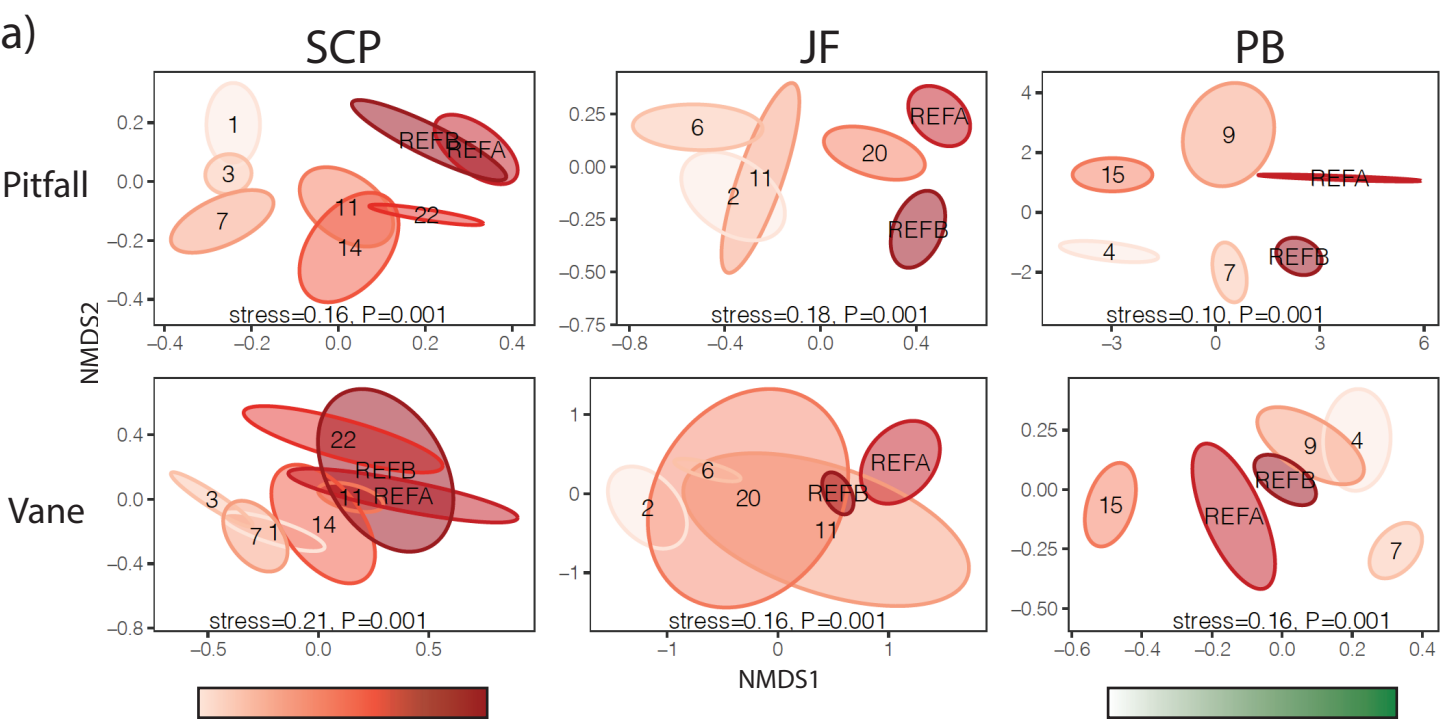 a)
SCP
JF
PB
Pitfall
Vane
NMDS2
NMDS1
0.2
0.0
−0.2
−0.4
−0.4
−0.2
0.0
0.2
0.4
1
3
7
11
14
22
REFB
REFA
stress=0.16, P=0.001
0.25
0.00
−0.25
−0.50
−0.75
−0.8
−0.4
0.0
0.4
6
2
11
20
REFA
REFB
stress=0.18, P=0.001
4
2
0
−2
−3
0
3
6
9
15
REFA
4
7
REFB
stress=0.10, P=0.001
0.4
0.0
−0.4
−0.8
−0.5
0.0
0.5
22
REFB
3
11
REFA
7
1
14
stress=0.21, P=0.001
1
0
−1
−1
0
1
6
REFA
2
20
REFB
11
stress=0.16, P=0.001
0.25
0.00
−0.25
−0.50
−0.6
−0.4
−0.2
0.0
0.2
0.4
9
4
15
REFB
REFA
7
stress=0.16, P=0.001